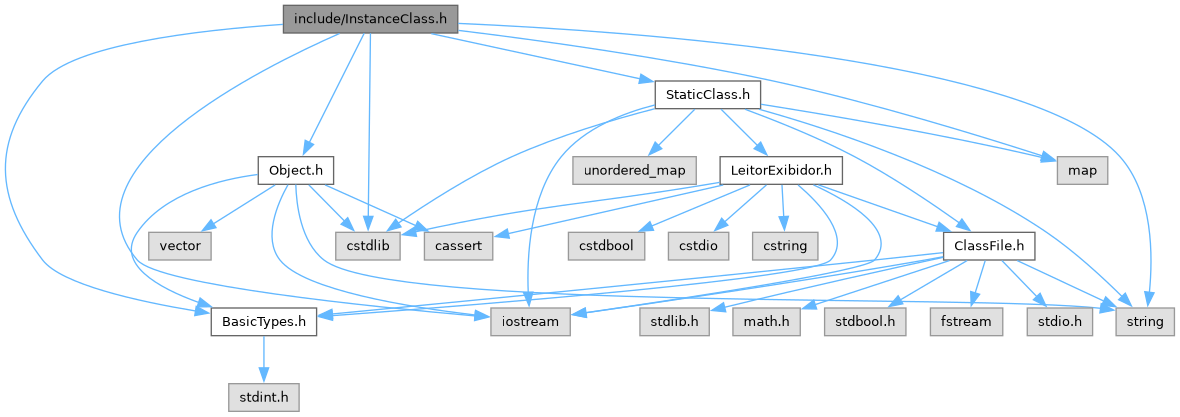 include/InstanceClass.h
StaticClass.h
Object.h
unordered_map
LeitorExibidor.h
map
vector
cstdlib
cassert
cstdbool
cstdio
cstring
ClassFile.h
BasicTypes.h
iostream
stdlib.h
math.h
stdbool.h
fstream
stdio.h
string
stdint.h